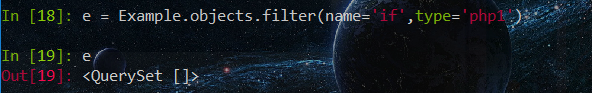 In [18]: e = Example.objects.filter(name='if',type='php1')
In [19]: e
Out[19]: <QuerySet []>